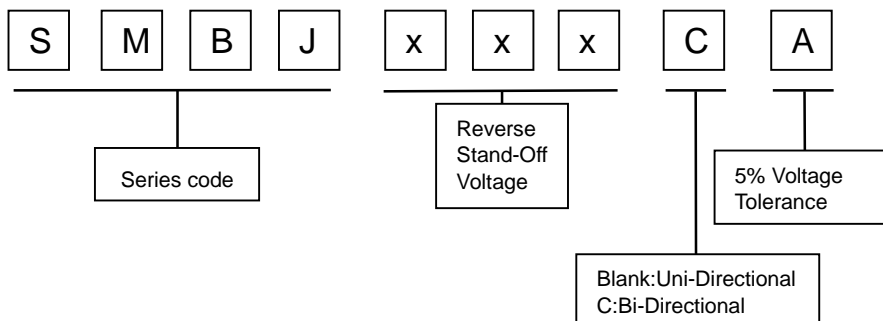 S M B J x x x C A
Reverse
Stand-Off
Voltage
Series code
5% Voltage
Tolerance
Blank:Uni-Directional
C:Bi-Directional